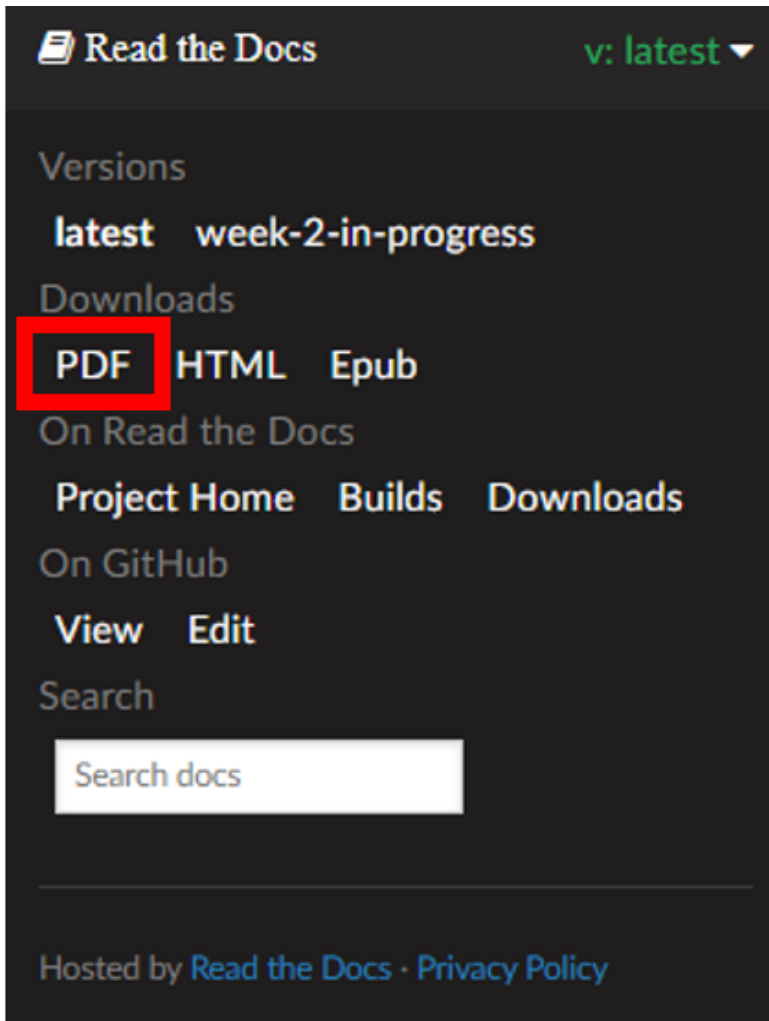 Read the Docs v: latest
Versions
latest week-2-in-progress
Downloads
PDF HTML Epub
On Read the Docs
Project Home Builds Downloads
On GitHub
View Edit
Search
Search docs
Hosted by Read the Docs · Privacy Policy